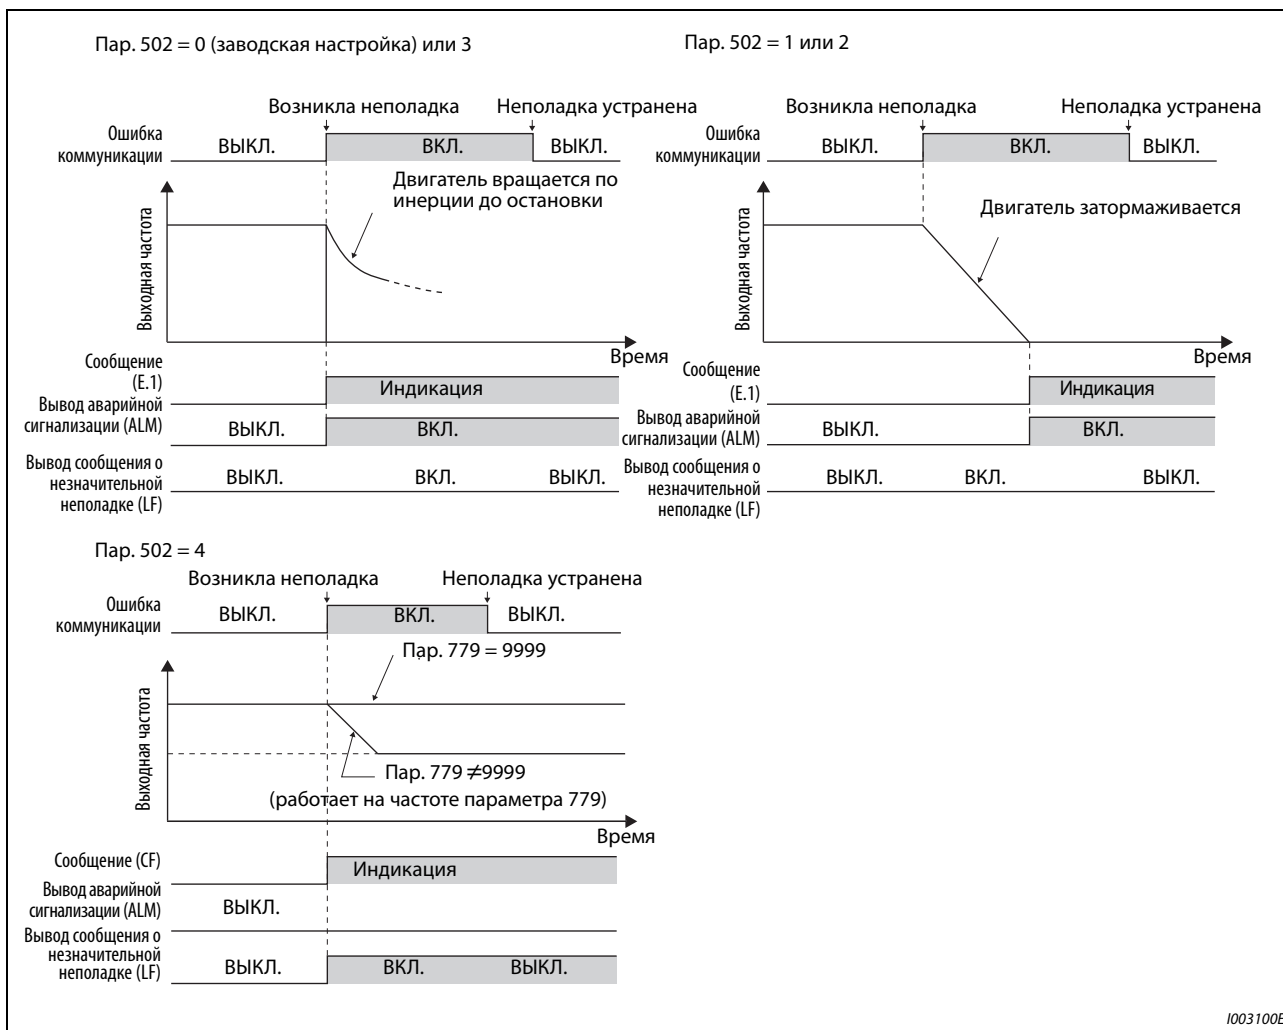 Пар. 502 = 0 (заводская настройка) или 3
Возникла неполадка
Неполадка устранена
Ошибка
коммуникации
ВЫКЛ.
ВКЛ.
ВЫКЛ.
Двигатель вращается по
инерции до остановки
Выходная частота
Время
Сообщение
(E.1)
Индикация
Вывод аварийной
сигнализации (ALM)
ВЫКЛ.
ВКЛ.
Вывод сообщения о
незначительной
неполадке (LF)
ВЫКЛ.
ВКЛ.
ВЫКЛ.
Пар. 502 = 1 или 2
Возникла неполадка
Неполадка устранена
Ошибка
коммуникации
ВЫКЛ.
ВКЛ.
ВЫКЛ.
Двигатель затормаживается
Выходная частота
Время
Сообщение
(E.1)
Индикация
Вывод аварийной
сигнализации (ALM)
ВЫКЛ.
ВКЛ.
Вывод сообщения о
незначительной
неполадке (LF)
ВЫКЛ.
ВКЛ.
ВЫКЛ.
Пар. 502 = 4
Возникла неполадка
Неполадка устранена
Ошибка
коммуникации
ВЫКЛ.
ВКЛ.
ВЫКЛ.
Пар. 779 = 9999
Выходная частота
Пар. 779 ≠9999
(работает на частоте параметра 779)
Время
Сообщение (CF)
Индикация
Вывод аварийной
сигнализации (ALM)
ВЫКЛ.
Вывод сообщения о
незначительной
неполадке (LF)
ВЫКЛ.
ВКЛ.
ВЫКЛ.
I003100E